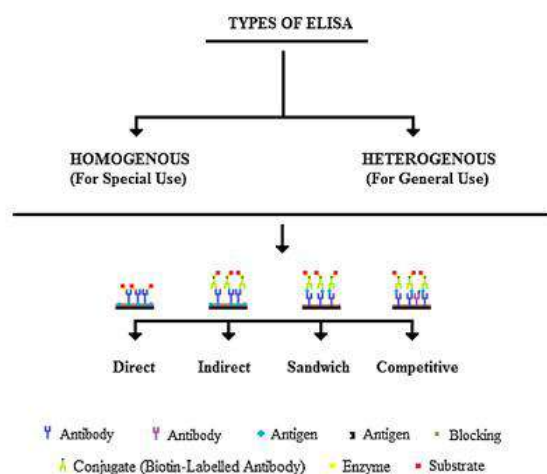 TYPES OF ELISA
HOMOGENOUS
(For Special Use)
HETEROGENOUS
(For General Use)
Direct
Indirect
Sandwich
Competitive
Antibody
Antibody
Antigen
Antigen
Blocking
Conjugate (Biotin-Labelled Antibody)
Enzyme
Substrate